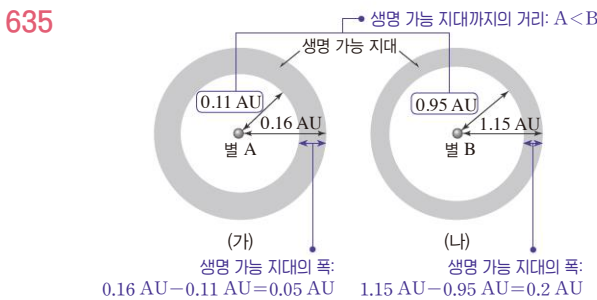 635
생명 가능 지대까지의 거리: A<B
생명 가능 지대
0.11 AU
0.16 AU
별 A
0.95 AU
1.15 AU
별 B
(가)
(나)
생명 가능 지대의 폭:
0.16 AU-0.11 AU=0.05 AU
생명 가능 지대의 폭:
1.15 AU-0.95 AU=0.2 AU